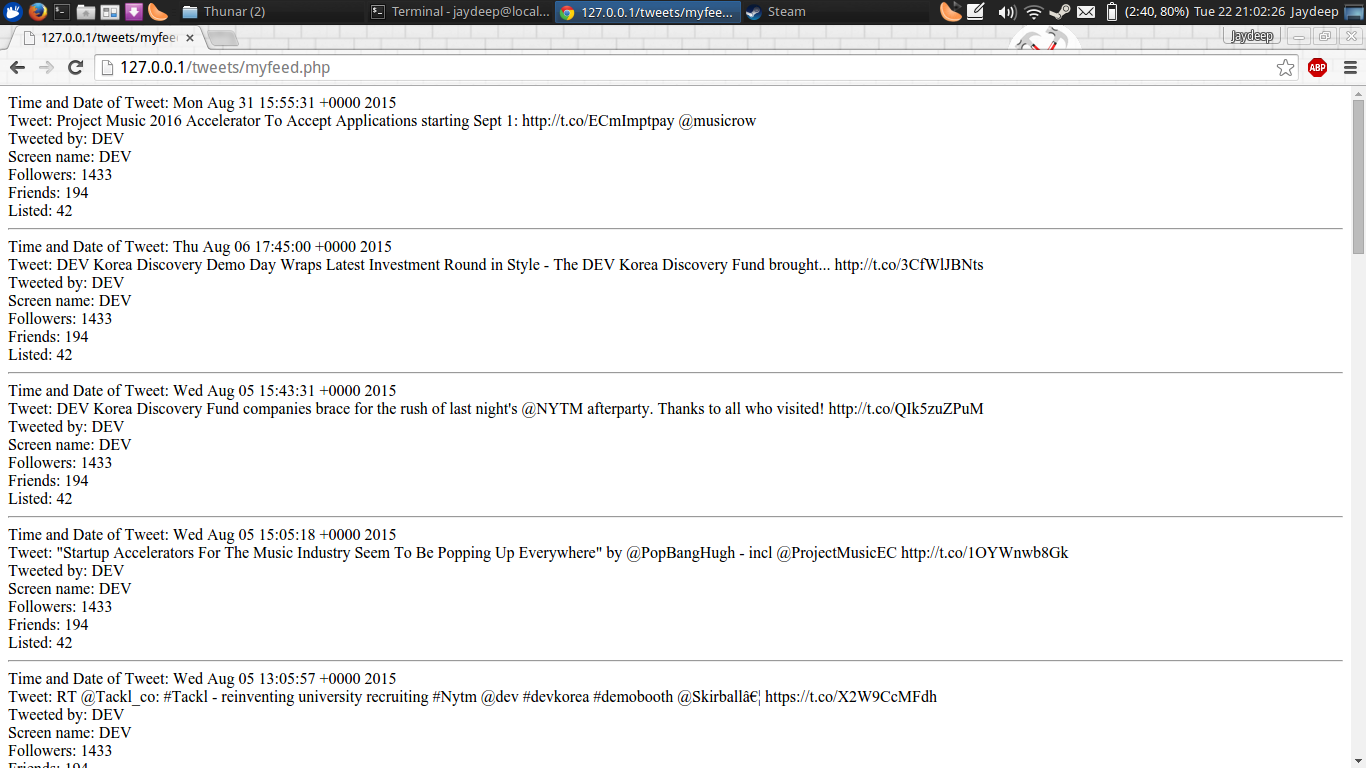 Thunar (2)
Terminal - jaydeep@local...
127.0.0.1/tweets/myfee...
Steam
(2:40, 80%) Tue 22 21:02:26 Jaydeep
127.0.0.1/tweets/myfee
Jaydeep
127.0.0.1/tweets/myfeed.php
ABP
Time and Date of Tweet: Mon Aug 31 15:55:31 +0000 2015
Tweet: Project Music 2016 Accelerator To Accept Applications starting Sept 1: http://t.co/ECmImptpay @musicrow
Tweeted by: DEV
Screen name: DEV
Followers: 1433
Friends: 194
Listed: 42
Time and Date of Tweet: Thu Aug 06 17:45:00 +0000 2015
Tweet: DEV Korea Discovery Demo Day Wraps Latest Investment Round in Style - The DEV Korea Discovery Fund brought... http://t.co/3CfWlJBNts
Tweeted by: DEV
Screen name: DEV
Followers: 1433
Friends: 194
Listed: 42
Time and Date of Tweet: Wed Aug 05 15:43:31 +0000 2015
Tweet: DEV Korea Discovery Fund companies brace for the rush of last night's @NYTM afterparty. Thanks to all who visited! http://t.co/QIk5zuZPuM
Tweeted by: DEV
Screen name: DEV
Followers: 1433
Friends: 194
Listed: 42
Time and Date of Tweet: Wed Aug 05 15:05:18 +0000 2015
Tweet: "Startup Accelerators For The Music Industry Seem To Be Popping Up Everywhere" by @PopBangHugh - incl @ProjectMusicEC http://t.co/1OYWnwb8Gk
Tweeted by: DEV
Screen name: DEV
Followers: 1433
Friends: 194
Listed: 42
Time and Date of Tweet: Wed Aug 05 13:05:57 +0000 2015
Tweet: RT @Tackl_co: #Tackl - reinventing university recruiting #Nytm @dev #devkorea #demobooth @Skirballâ€¦ https://t.co/X2W9CcMFdh
Tweeted by: DEV
Screen name: DEV
Followers: 1433
Friends: 194